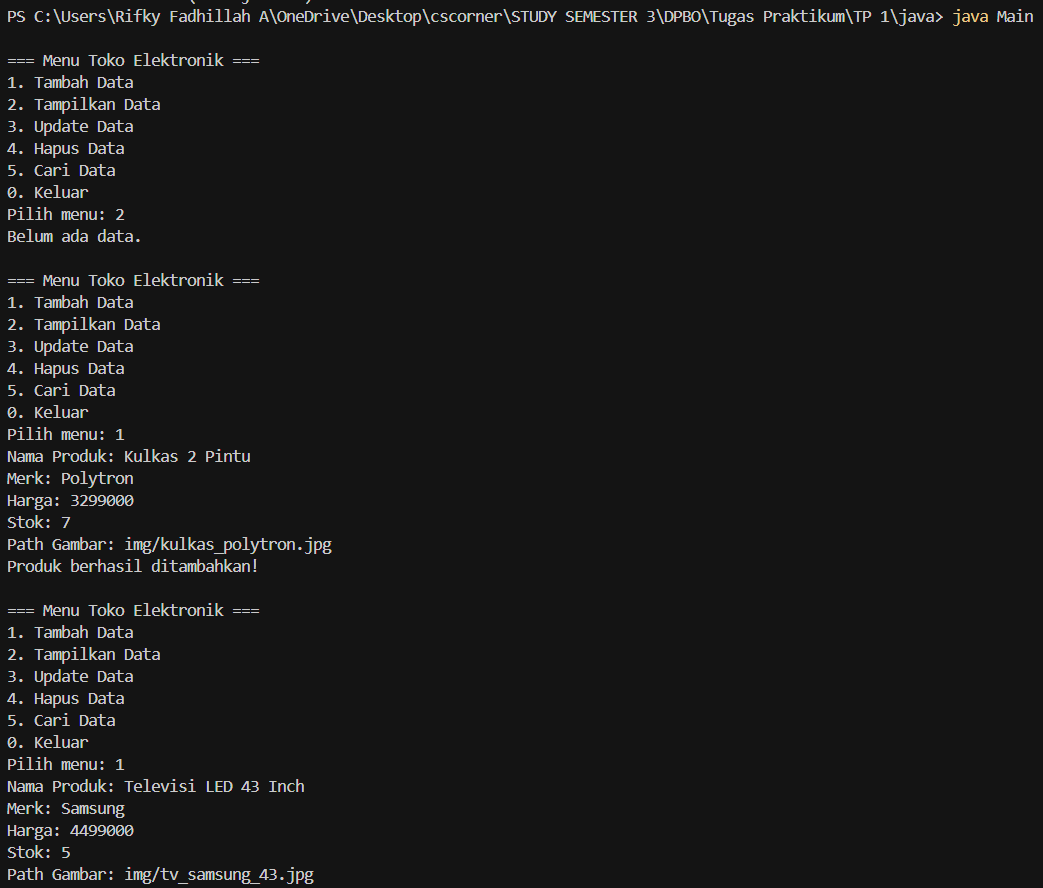 PS C:\Users\Rifky Fadhillah A\OneDrive\Desktop\cscorner\STUDY SEMESTER 3\DPBO\Tugas Praktikum\TP 1\java> java Main
=== Menu Toko Elektronik ===
1. Tambah Data
2. Tampilkan Data
3. Update Data
4. Hapus Data
5. Cari Data
0. Keluar
Pilih menu: 2
Belum ada data.
=== Menu Toko Elektronik ===
1. Tambah Data
2. Tampilkan Data
3. Update Data
4. Hapus Data
5. Cari Data
0. Keluar
Pilih menu: 1
Nama Produk: Kulkas 2 Pintu
Merk: Polytron
Harga: 3299000
Stok: 7
Path Gambar: img/kulkas_polytron.jpg
Produk berhasil ditambahkan!
=== Menu Toko Elektronik ===
1. Tambah Data
2. Tampilkan Data
3. Update Data
4. Hapus Data
5. Cari Data
0. Keluar
Pilih menu: 1
Nama Produk: Televisi LED 43 Inch
Merk: Samsung
Harga: 4499000
Stok: 5
Path Gambar: img/tv_samsung_43.jpg